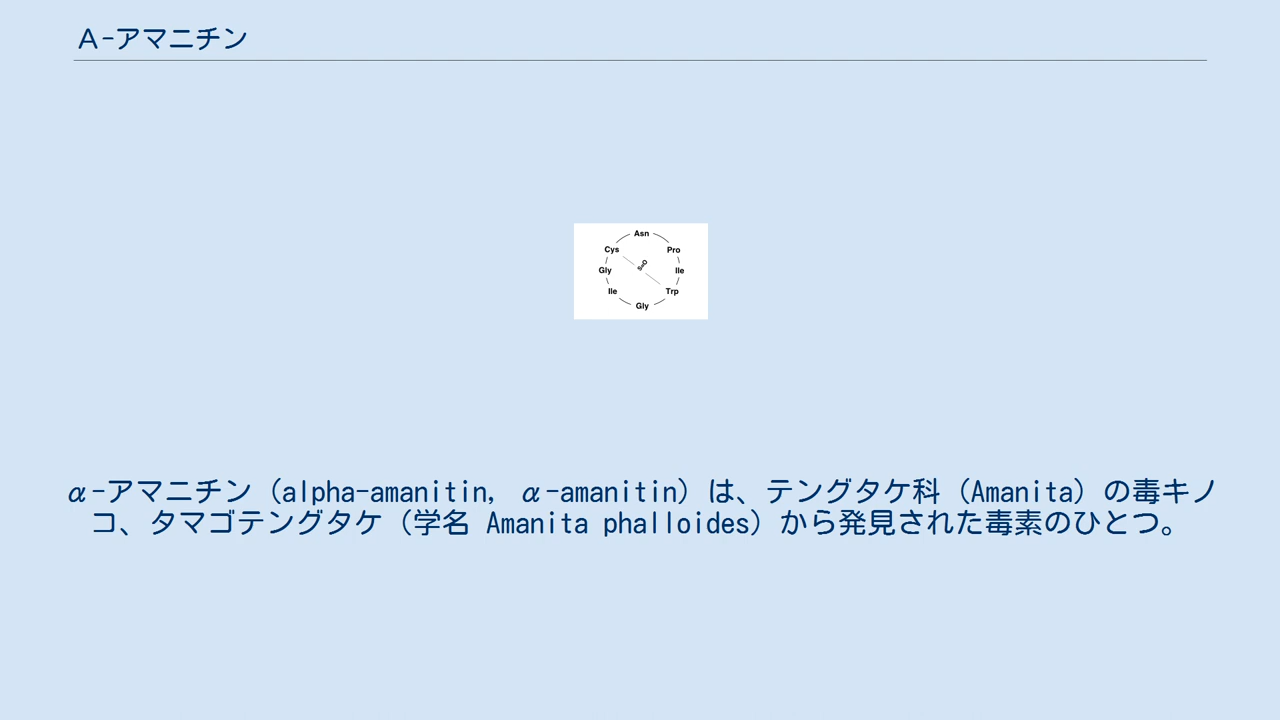 Α-アマニチン
Asn
Cys Pro
S=O
Gly Ile
Ile Trp
Gly
α-アマニチン（alpha-amanitin, α-amanitin）は、テングタケ科（Amanita）の毒キノ
コ、タマゴテングタケ（学名 Amanita phalloides）から発見された毒素のひとつ。